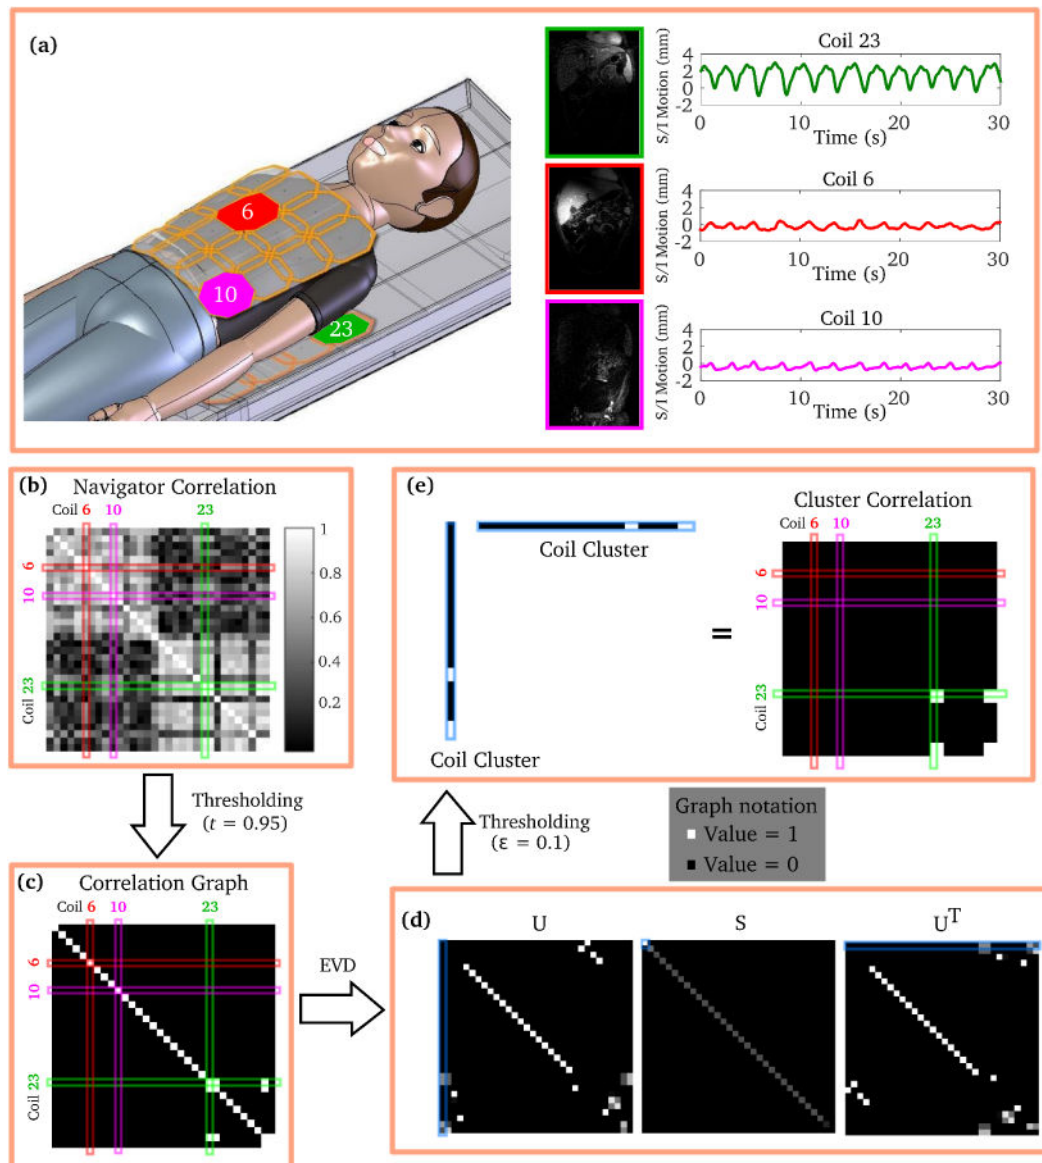 (a)
6
10
23
Coil 23
S/I Motion (mm)
4
2
0
-2
0 10 20 30
Time (s)
Coil 6
S/I Motion (mm)
4
2
0
-2
0 10 20 30
Time (s)
Coil 10
S/I Motion (mm)
4
2
0
-2
0 10 20 30
Time (s)
(b)
Navigator Correlation
Coil 6 10 23
6
10
Coil 23
1
0.8
0.6
0.4
0.2
(e)
Coil Cluster
Coil Cluster
=
Cluster Correlation
Coil 6 10 23
6
10
Coil 23
Thresholding
(t = 0.95)
Thresholding
(ε = 0.1)
Graph notation
Value = 1
Value = 0
(c)
Correlation Graph
Coil 6 10 23
6
10
Coil 23
EVD
(d)
U S U^T